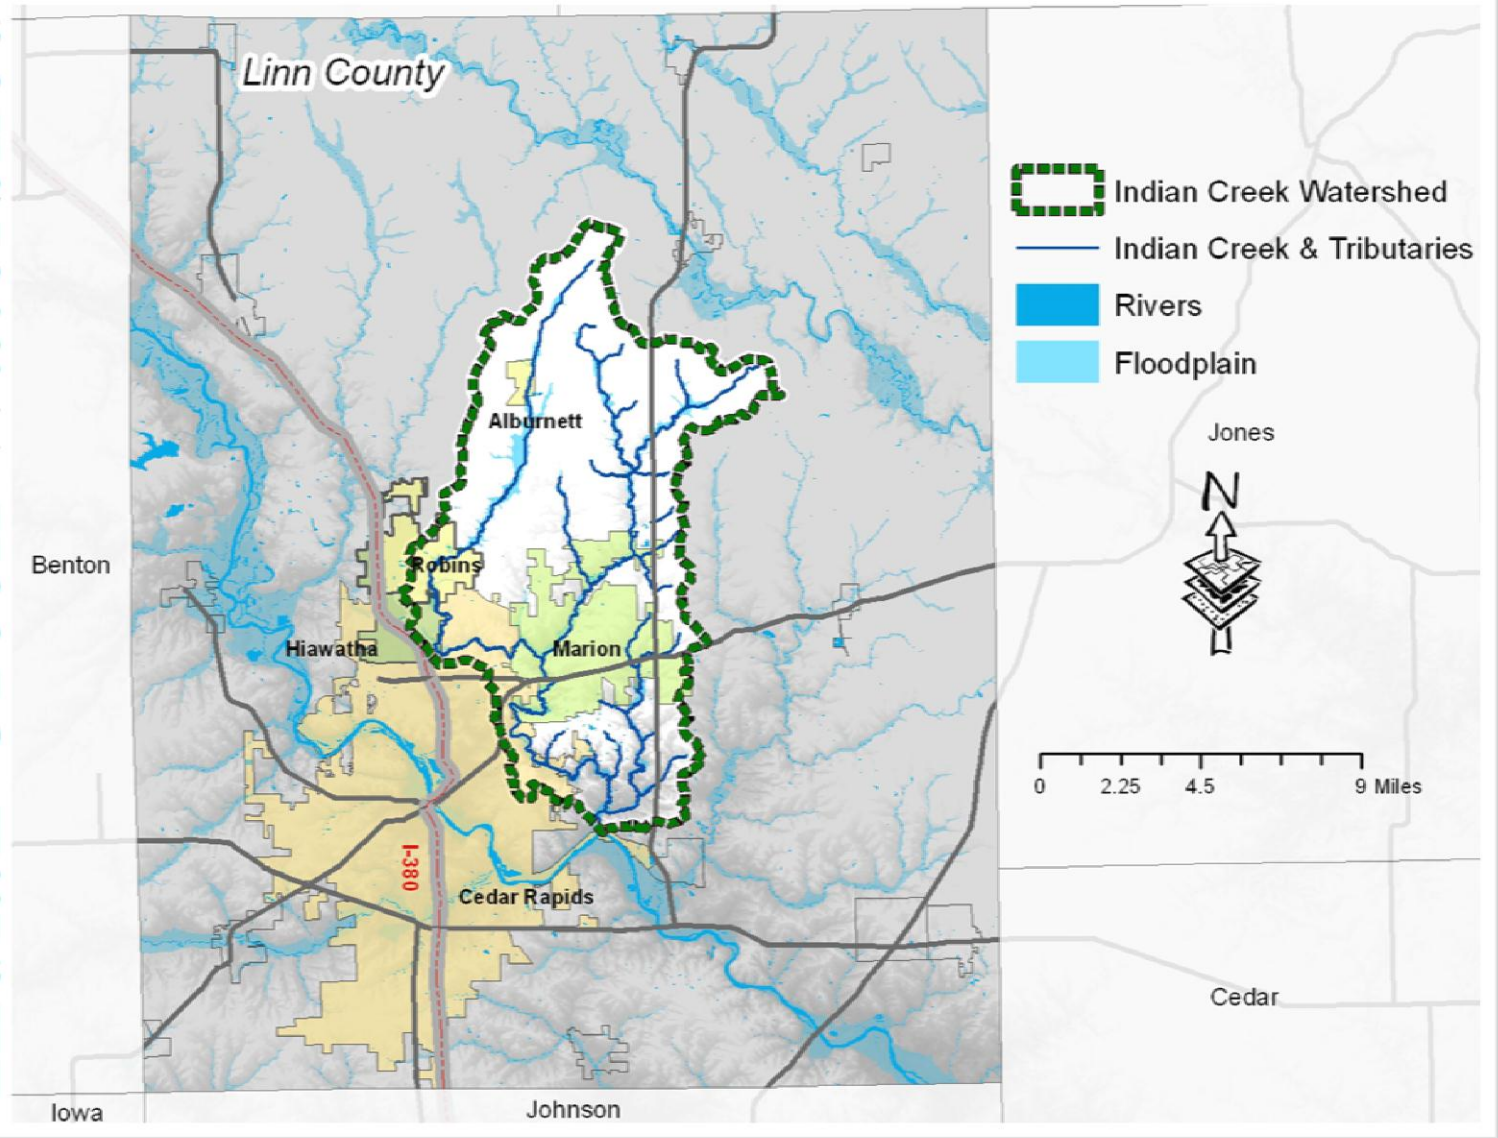 Linn County
Indian Creek Watershed
Indian Creek & Tributaries
Rivers
Floodplain
Jones
N
Alburnett
Benton
Robins
Hiawatha
Marion
0 2.25 4.5 9 Miles
I-380
Cedar Rapids
Cedar
Iowa
Johnson